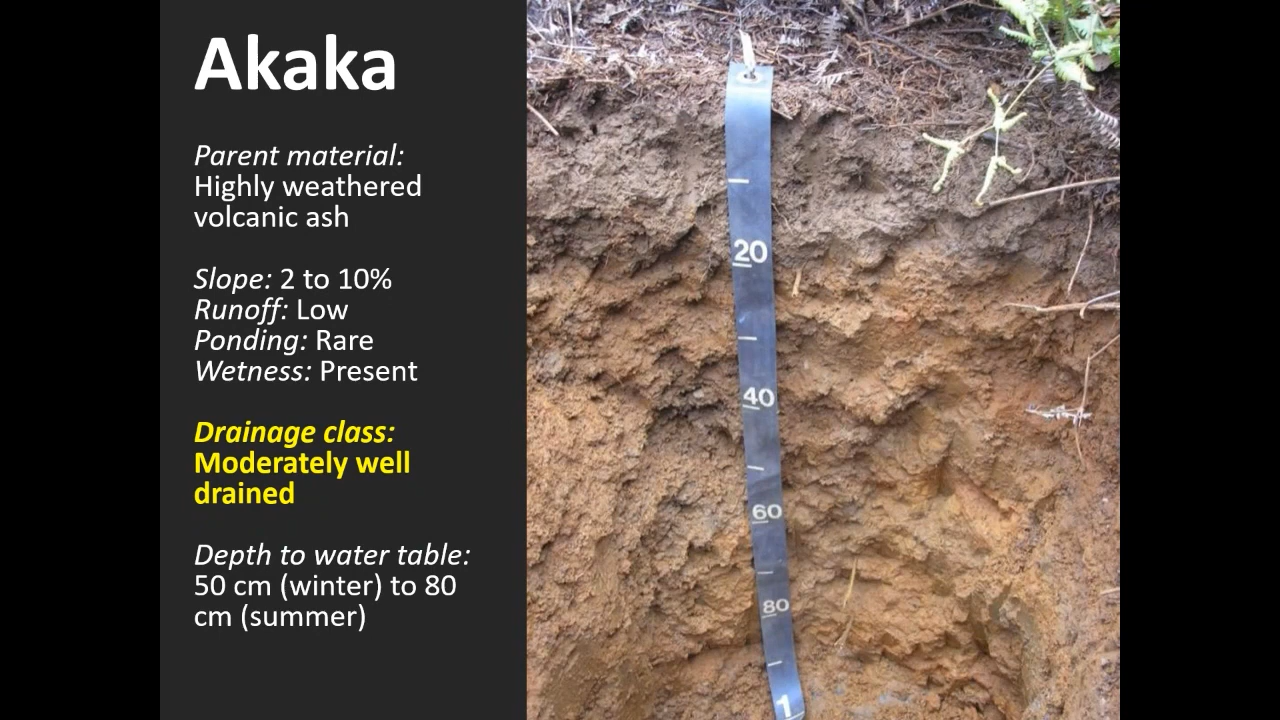 Akaka
Parent material:
Highly weathered
volcanic ash
Slope: 2 to 10%
Runoff: Low
Ponding: Rare
Wetness: Present
Drainage class:
Moderately well
drained
Depth to water table:
50 cm (winter) to 80
cm (summer)
20
40
60
80
1